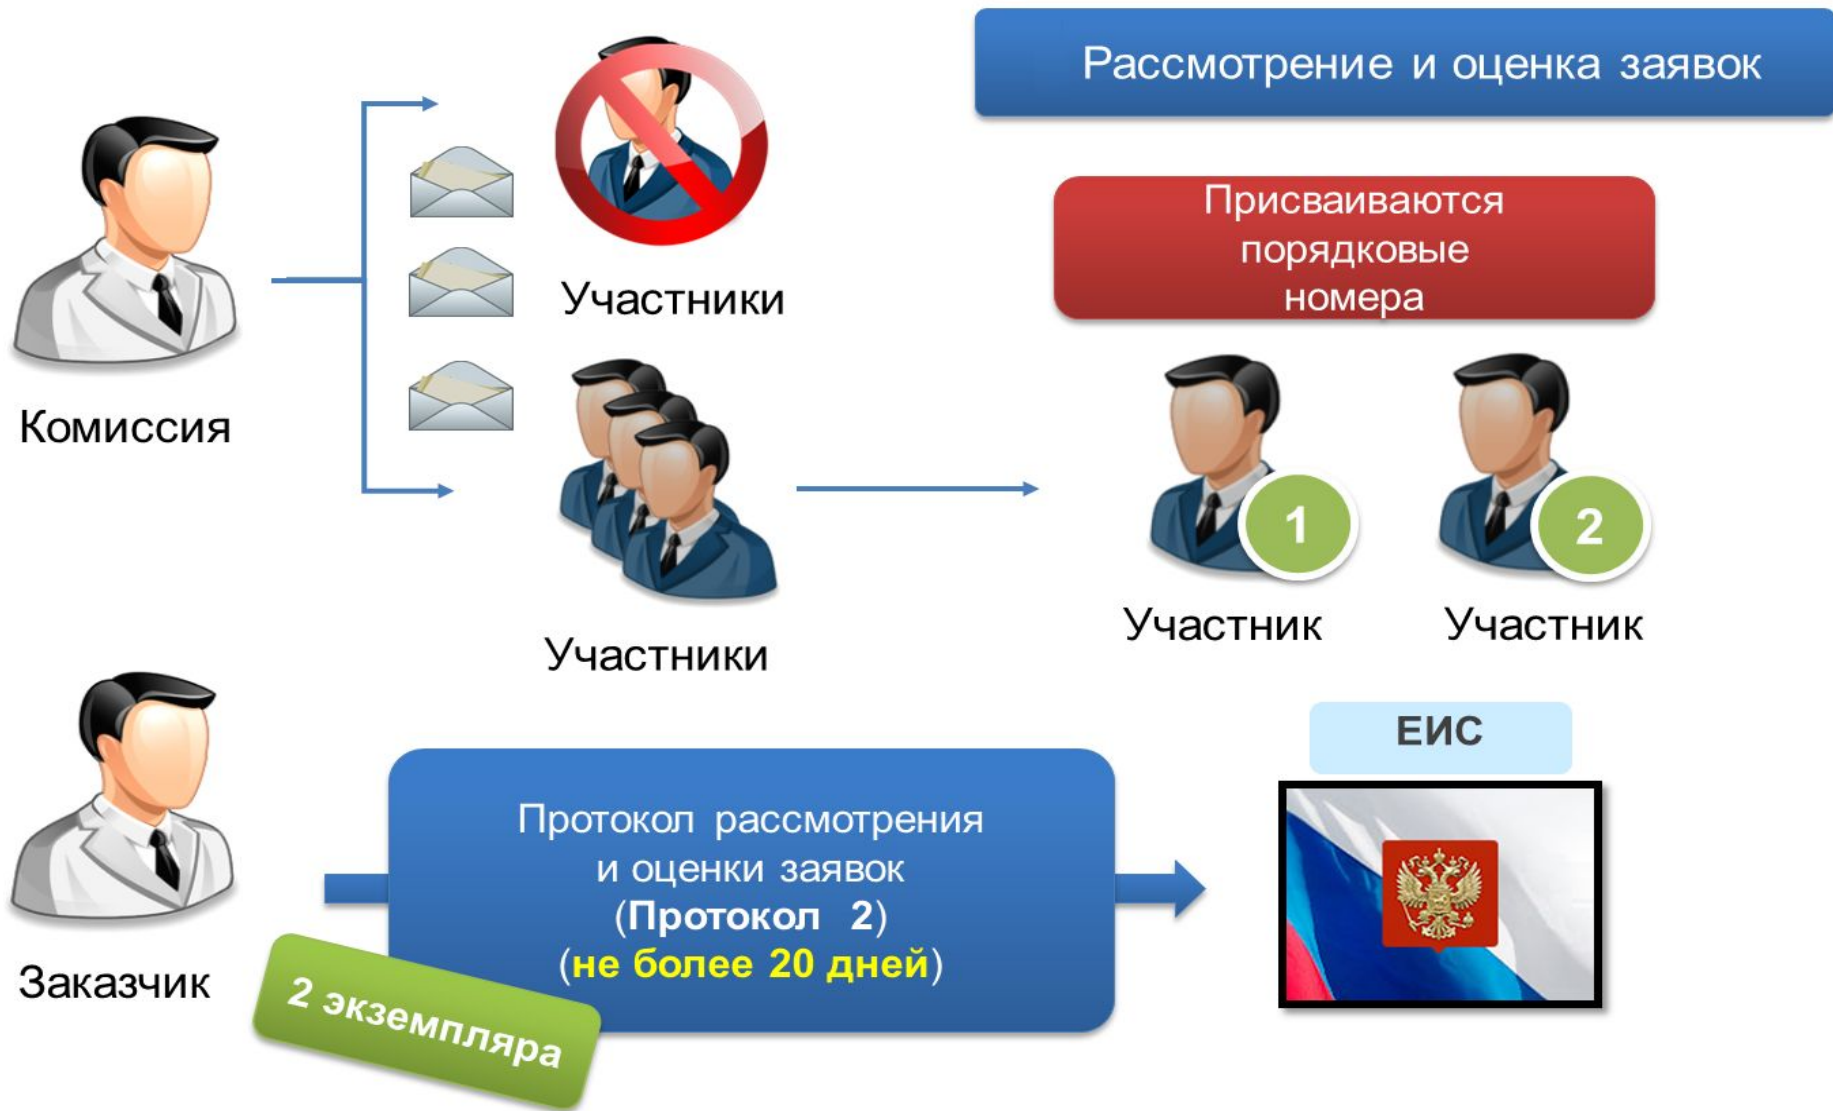 Рассмотрение и оценка заявок
Присваиваются
порядковые
номера
Участники
Комиссия
1
2
Участник
Участник
Участники
ЕИС
Протокол рассмотрения
и оценки заявок
(Протокол 2)
(не более 20 дней)
Заказчик
2 экземпляра